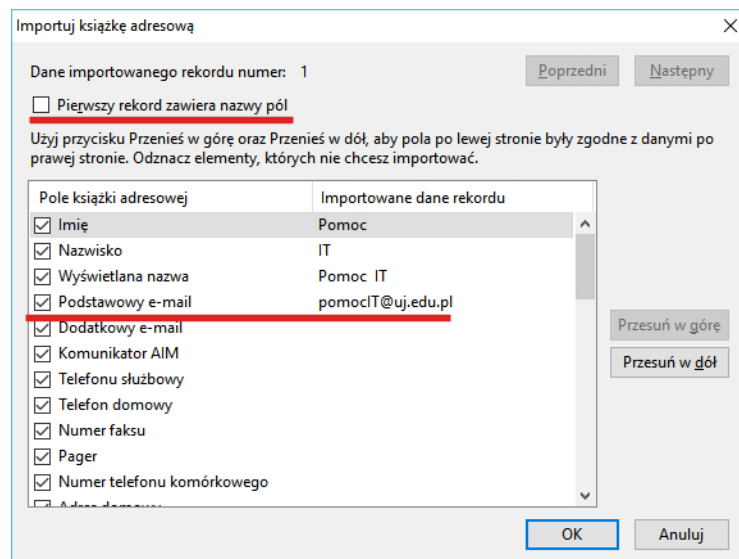 Importuj książkę adresową
Dane importowanego rekordu numer: 1
Poprzedni
Następny
Pierwszy rekord zawiera nazwy pól
Użyj przycisku Przenieś w górę oraz Przenieś w dół, aby pola po lewej stronie były zgodne z danymi po
prawej stronie. Odznacz elementy, których nie chcesz importować.
Pole książki adresowej Importowane dane rekordu
Imię Pomoc
Nazwisko IT
Wyświetlana nazwa Pomoc IT
Podstawowy e-mail pomocIT@uj.edu.pl
Dodatkowy e-mail
Komunikator AIM
Telefonu służbowy
Telefon domowy
Numer faksu
Pager
Numer telefonu komórkowego
Przesuń w górę
Przesuń w dół
OK
Anuluj